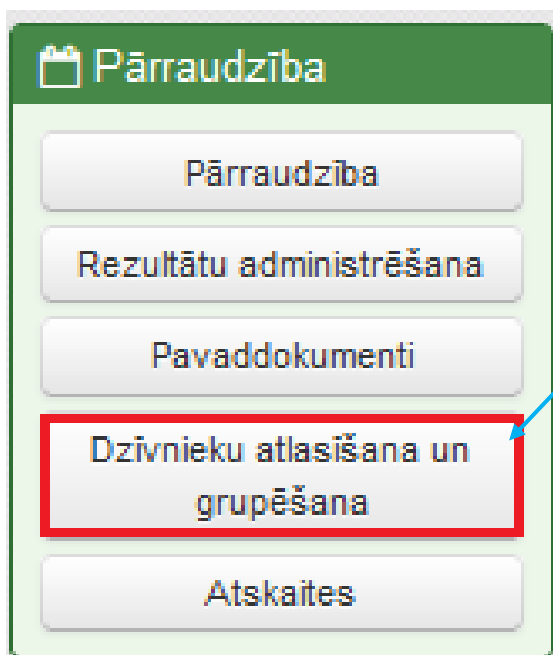 Pārraudzība
Pārraudzība
Rezultātu administrēšana
Pavaddokumenti
Dzīvnieku atlasīšana un
grupēšana
Atskaites